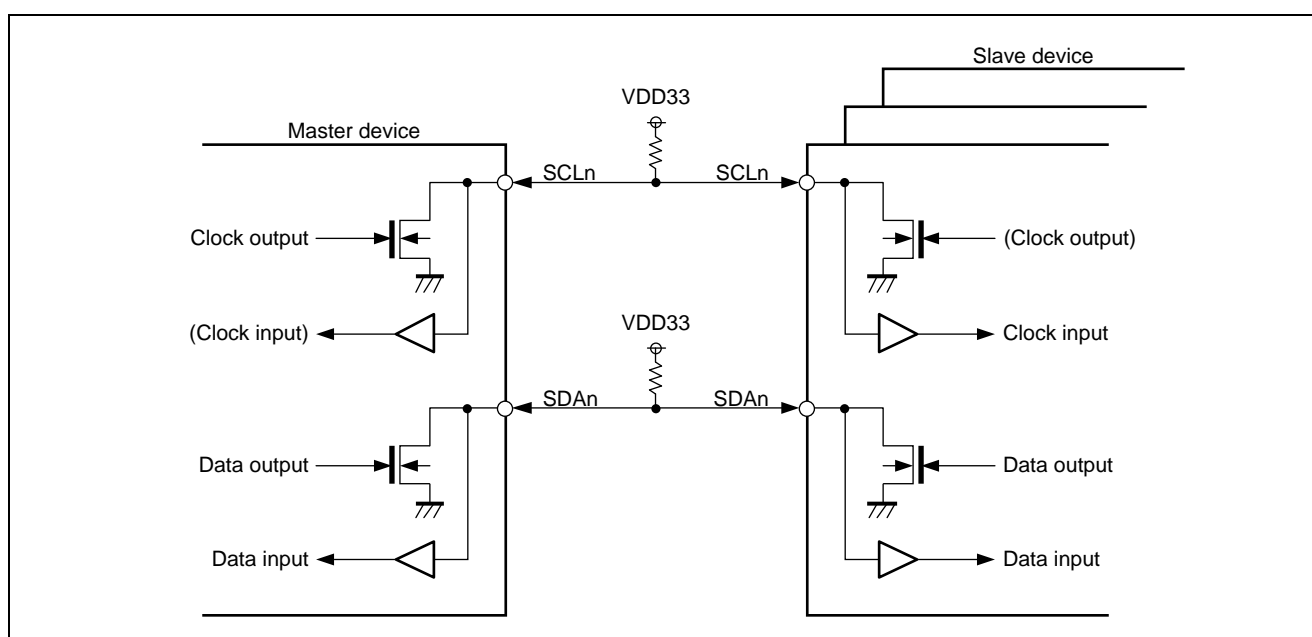 Slave device
VDD33
Master device
SCLn SCLn
Clock output (Clock output)
(Clock input) VDD33 Clock input
SDAn SDAn
Data output Data output
Data input Data input